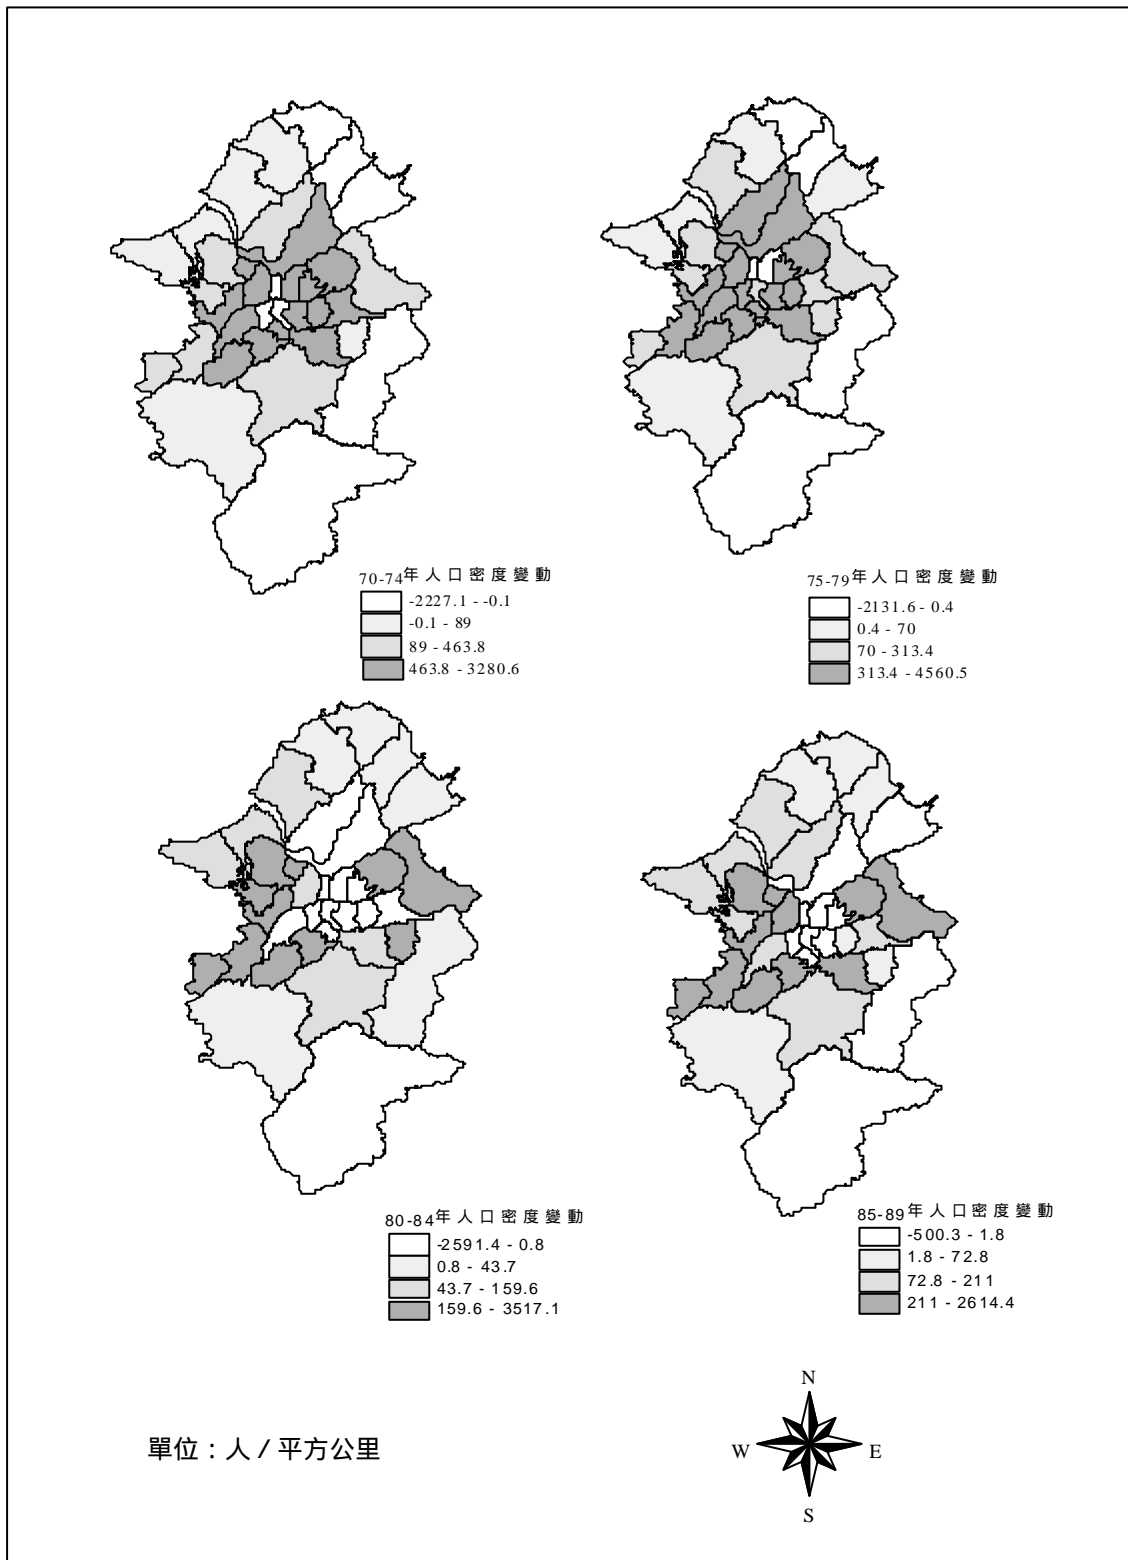 70-74年人口密度變動
-2227.1 - -0.1
-0.1 - 89
89 - 463.8
463.8 - 3280.6
75-79年人口密度變動
-2131.6 - 0.4
0.4 - 70
70 - 313.4
313.4 - 4560.5
80-84年人口密度變動
-2591.4 - 0.8
0.8 - 43.7
43.7 - 159.6
159.6 - 3517.1
85-89年人口密度變動
-500.3 - 1.8
1.8 - 72.8
72.8 - 211
211 - 2614.4
單位：人 / 平方公里
N
W E
S